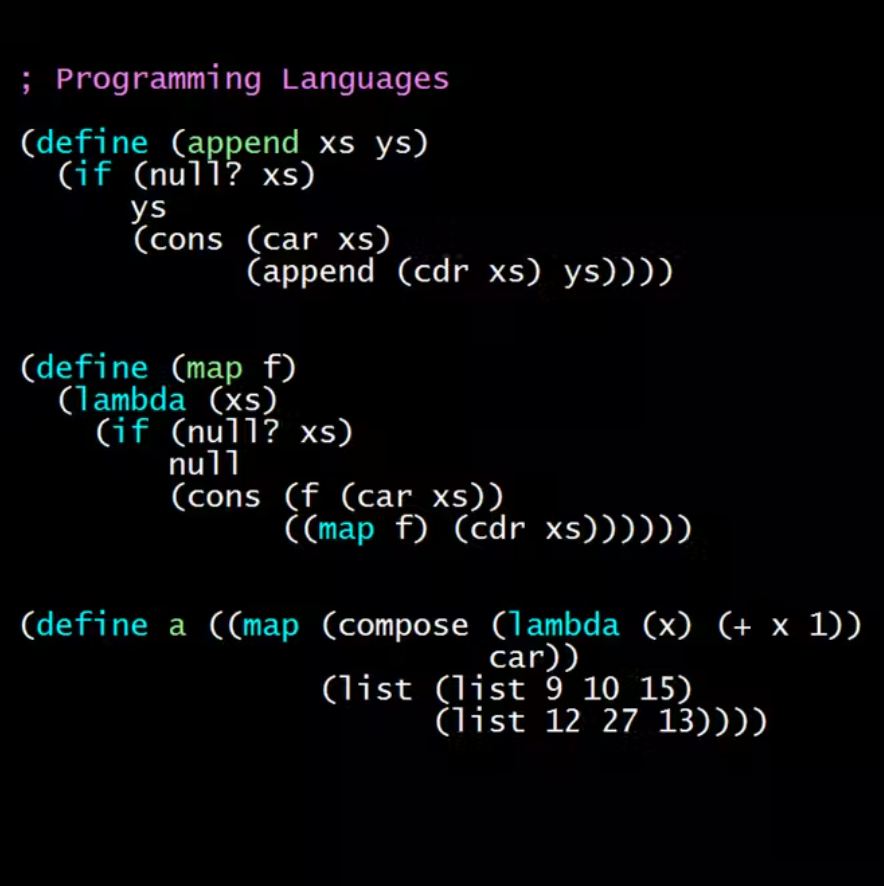 ; Programming Languages
(define (append xs ys)
  (if (null? xs)
      ys
      (cons (car xs)
            (append (cdr xs) ys))))
(define (map f)
  (lambda (xs)
    (if (null? xs)
        null
        (cons (f (car xs))
              ((map f) (cdr xs))))))
(define a ((map (compose (lambda (x) (+ x 1))
                         car))
                (list (list 9 10 15)
                      (list 12 27 13))))